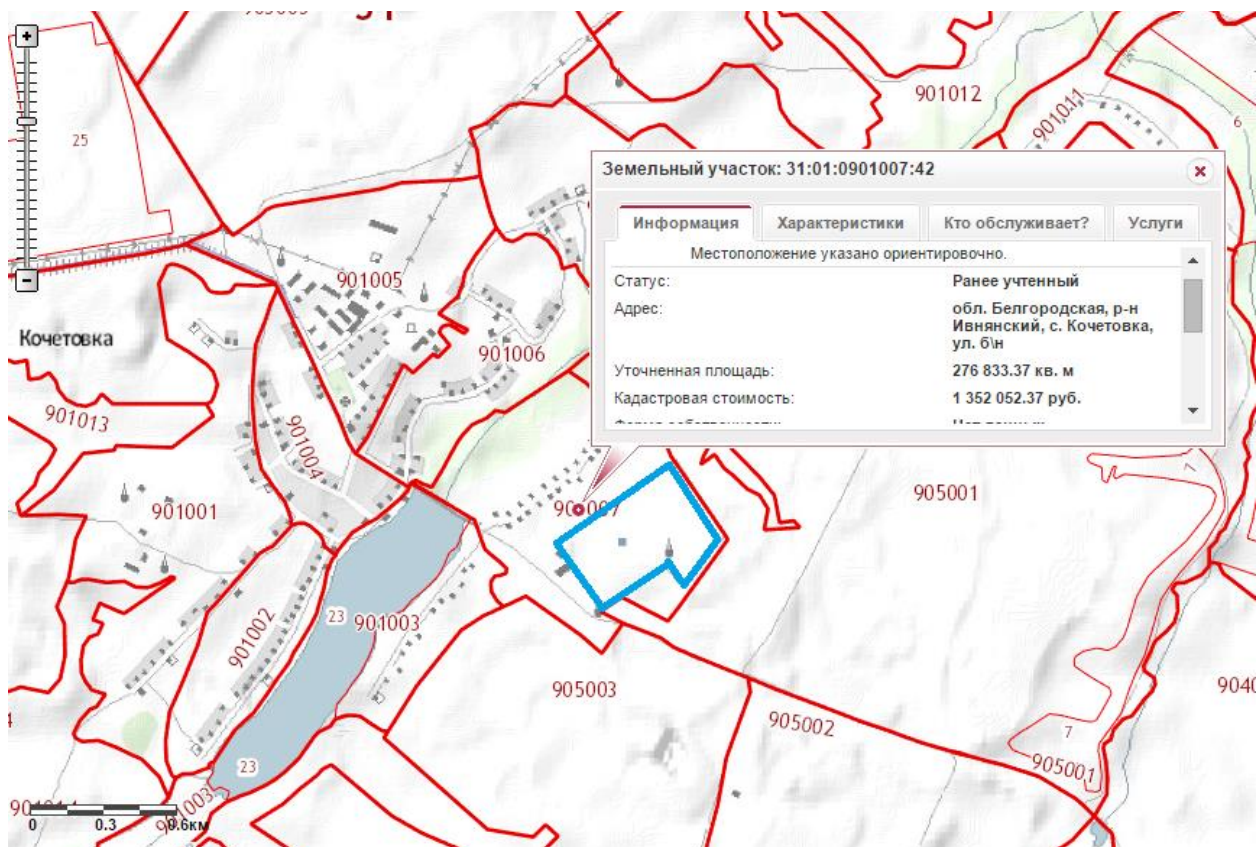 901012
901011
6
25
Земельный участок: 31:01:0901007:42
Информация
Характеристики
Кто обслуживает?
Услуги
Местоположение указано ориентировочно.
Статус:
Ранее учтенный
Адрес:
обл. Белгородская, р-н
Ивнянский, с. Кочетовка,
ул. б\н
Уточненная площадь:
276 833.37 кв. м
Кадастровая стоимость:
1 352 052.37 руб.
901005
Кочетовка
901006
901013
901004
7
905001
901001
23
901003
901002
905003
9040
905002
7
905001
23
0
0.3
0.6км